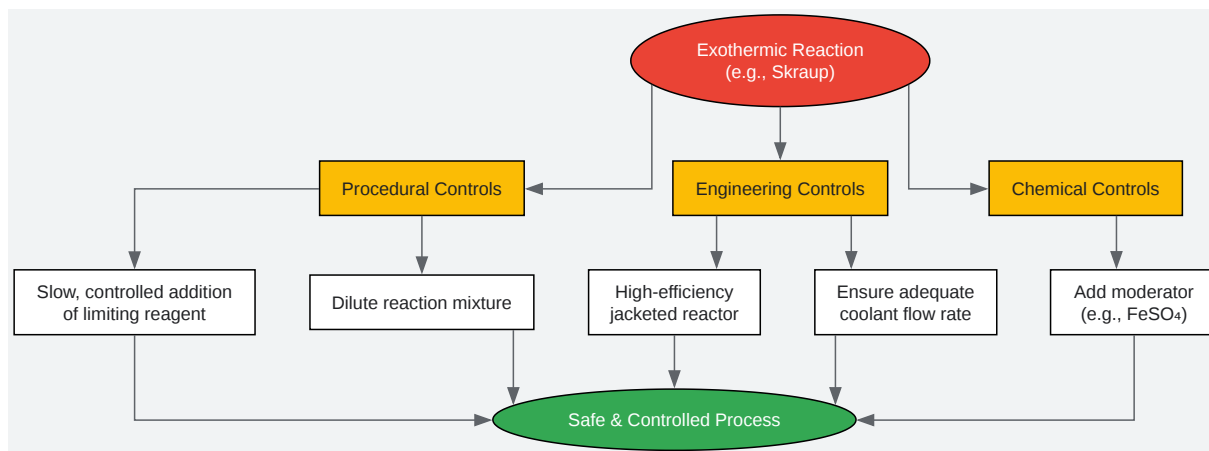 Exothermic Reaction
(e.g., Skraup)
Procedural Controls
Engineering Controls
Chemical Controls
Slow, controlled addition
of limiting reagent
Dilute reaction mixture
High-efficiency
jacketed reactor
Ensure adequate
coolant flow rate
Add moderator
(e.g., FeSO₄)
Safe & Controlled Process